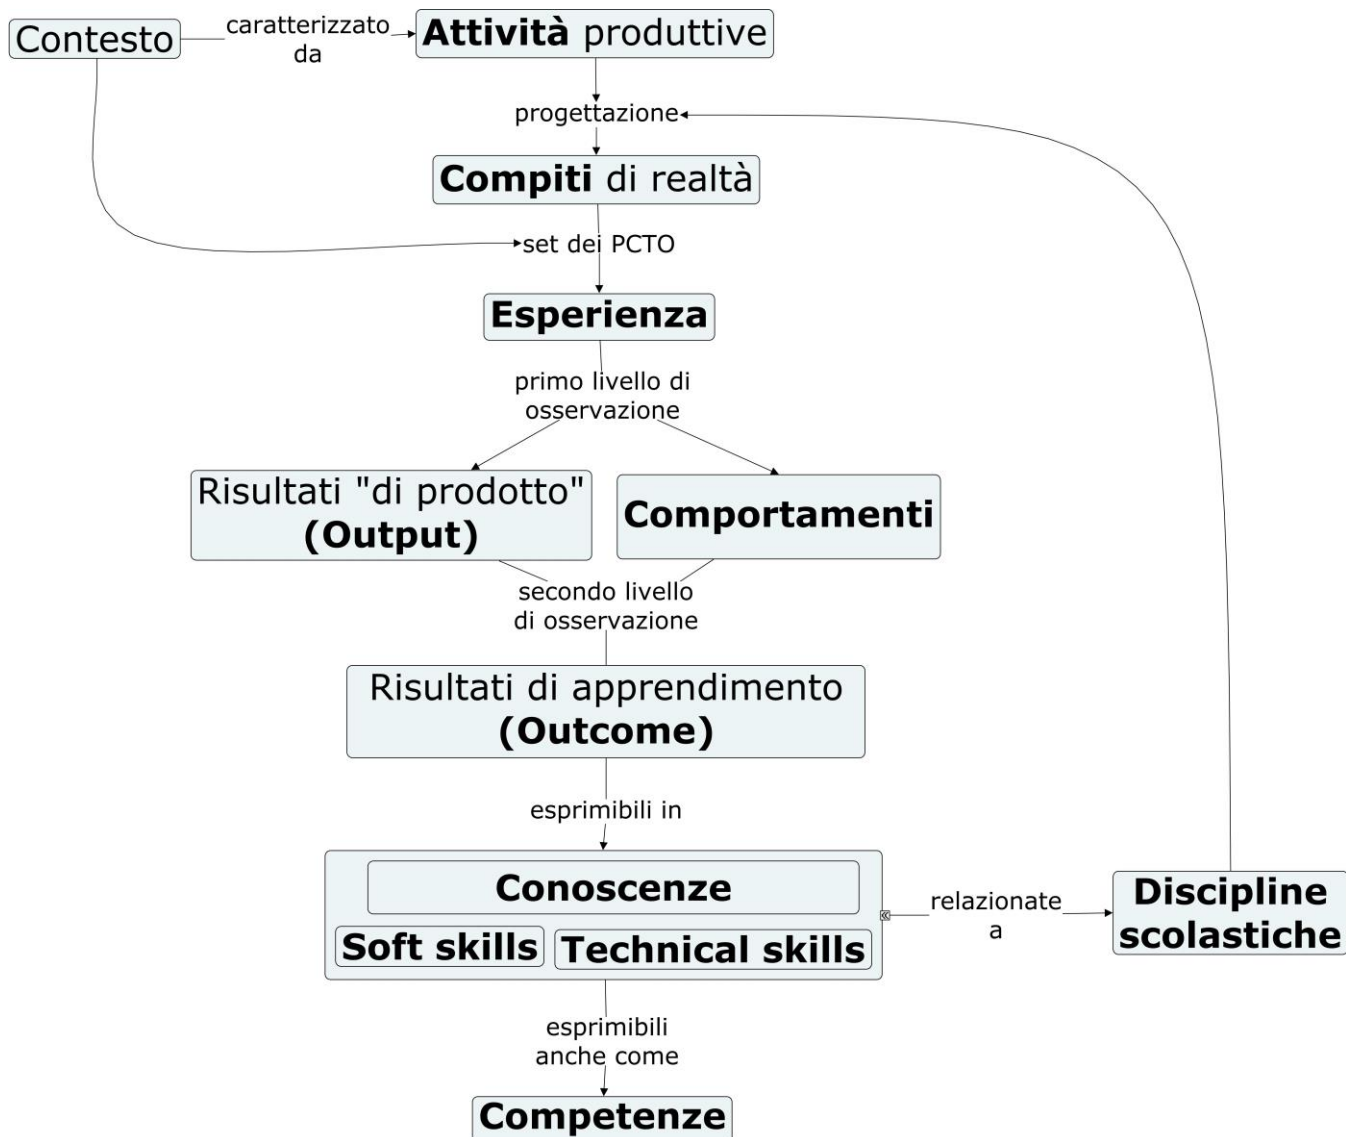 Contesto
caratterizzato
da
Attività produttive
progettazione
Compiti di realtà
set dei PCTO
Esperienza
primo livello di
osservazione
Risultati "di prodotto"
(Output)
Comportamenti
secondo livello
di osservazione
Risultati di apprendimento
(Outcome)
esprimibili in
Conoscenze
Soft skills
Technical skills
relazionate
a
Discipline
scolastiche
esprimibili
anche come
Competenze